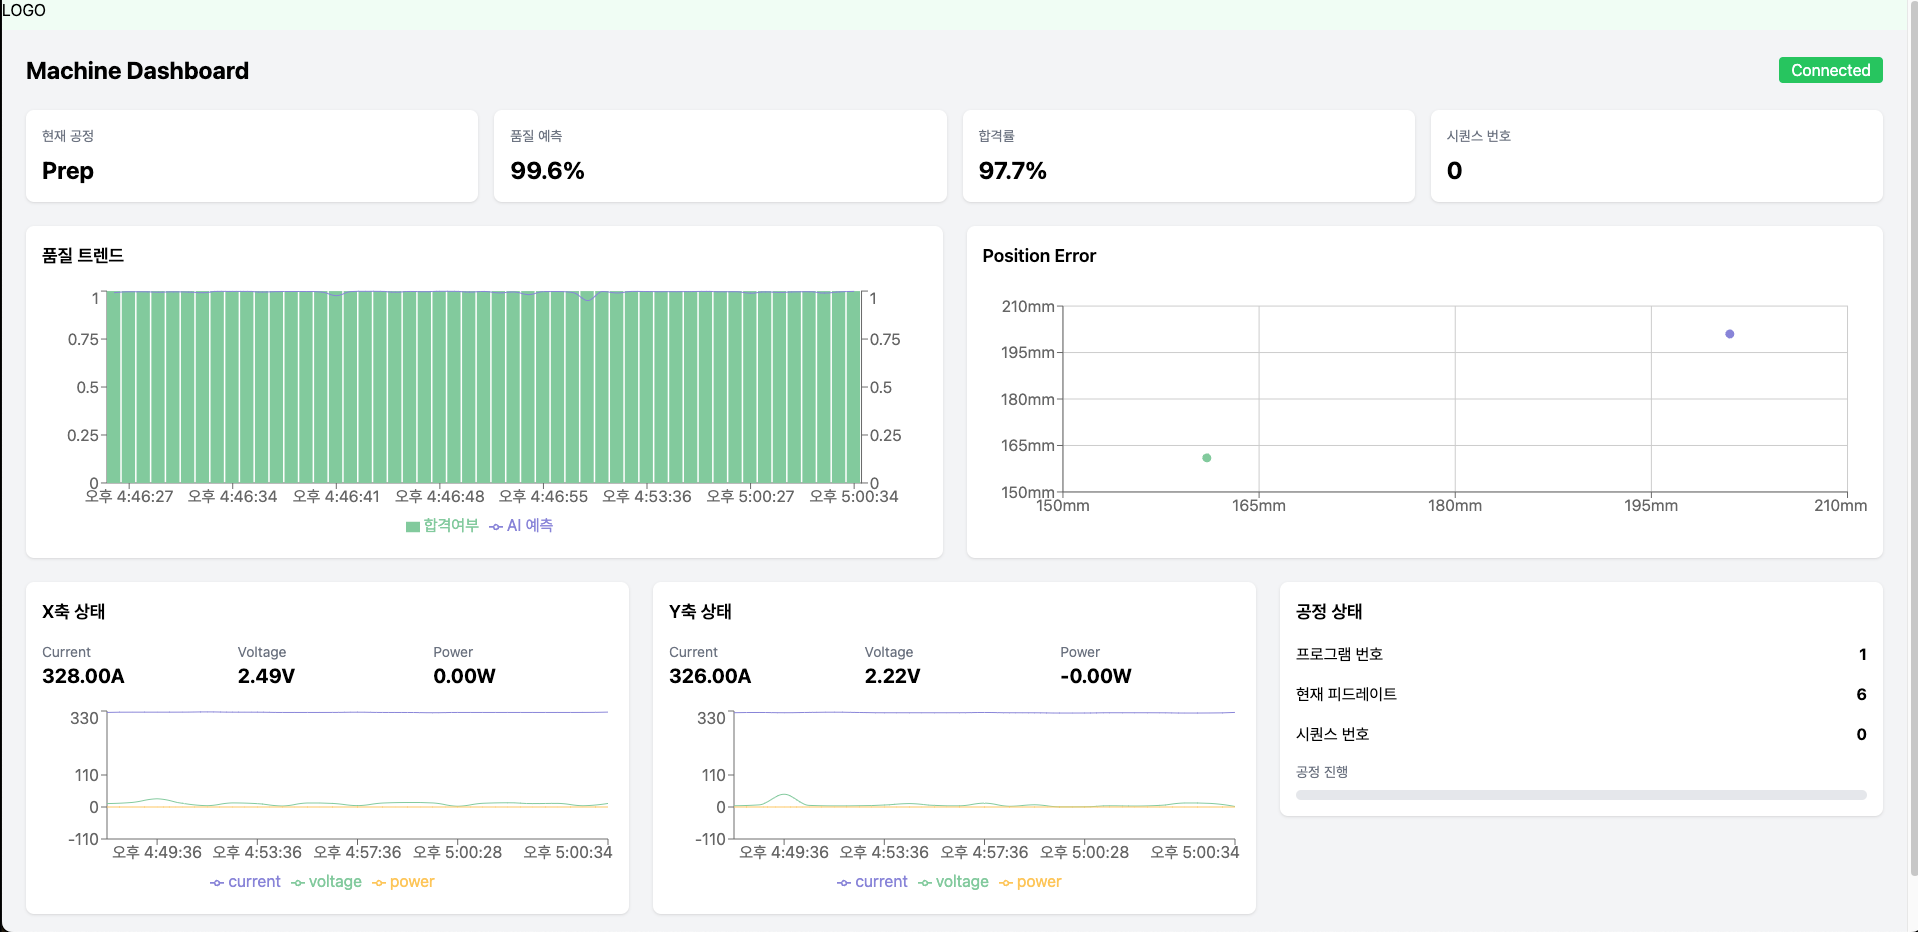 LOGO
Machine Dashboard
Connected
현재 공정
Prep
품질 예측
99.6%
합격률
97.7%
시퀀스 번호
0
품질 트렌드
1
0.75
0.5
0.25
0
1
0.75
0.5
0.25
0
오후 4:46:27 오후 4:46:34 오후 4:46:41 오후 4:46:48 오후 4:46:55 오후 4:53:36 오후 5:00:27 오후 5:00:34
합격여부 AI 예측
Position Error
210mm
195mm
180mm
165mm
150mm
150mm 165mm 180mm 195mm 210mm
X축 상태
Current Voltage Power
328.00A 2.49V 0.00W
330
110
0
-110
오후 4:49:36 오후 4:53:36 오후 4:57:36 오후 5:00:28 오후 5:00:34
current voltage power
Y축 상태
Current Voltage Power
326.00A 2.22V -0.00W
330
110
0
-110
오후 4:49:36 오후 4:53:36 오후 4:57:36 오후 5:00:28 오후 5:00:34
current voltage power
공정 상태
프로그램 번호 1
현재 피드레이트 6
시퀀스 번호 0
공정 진행